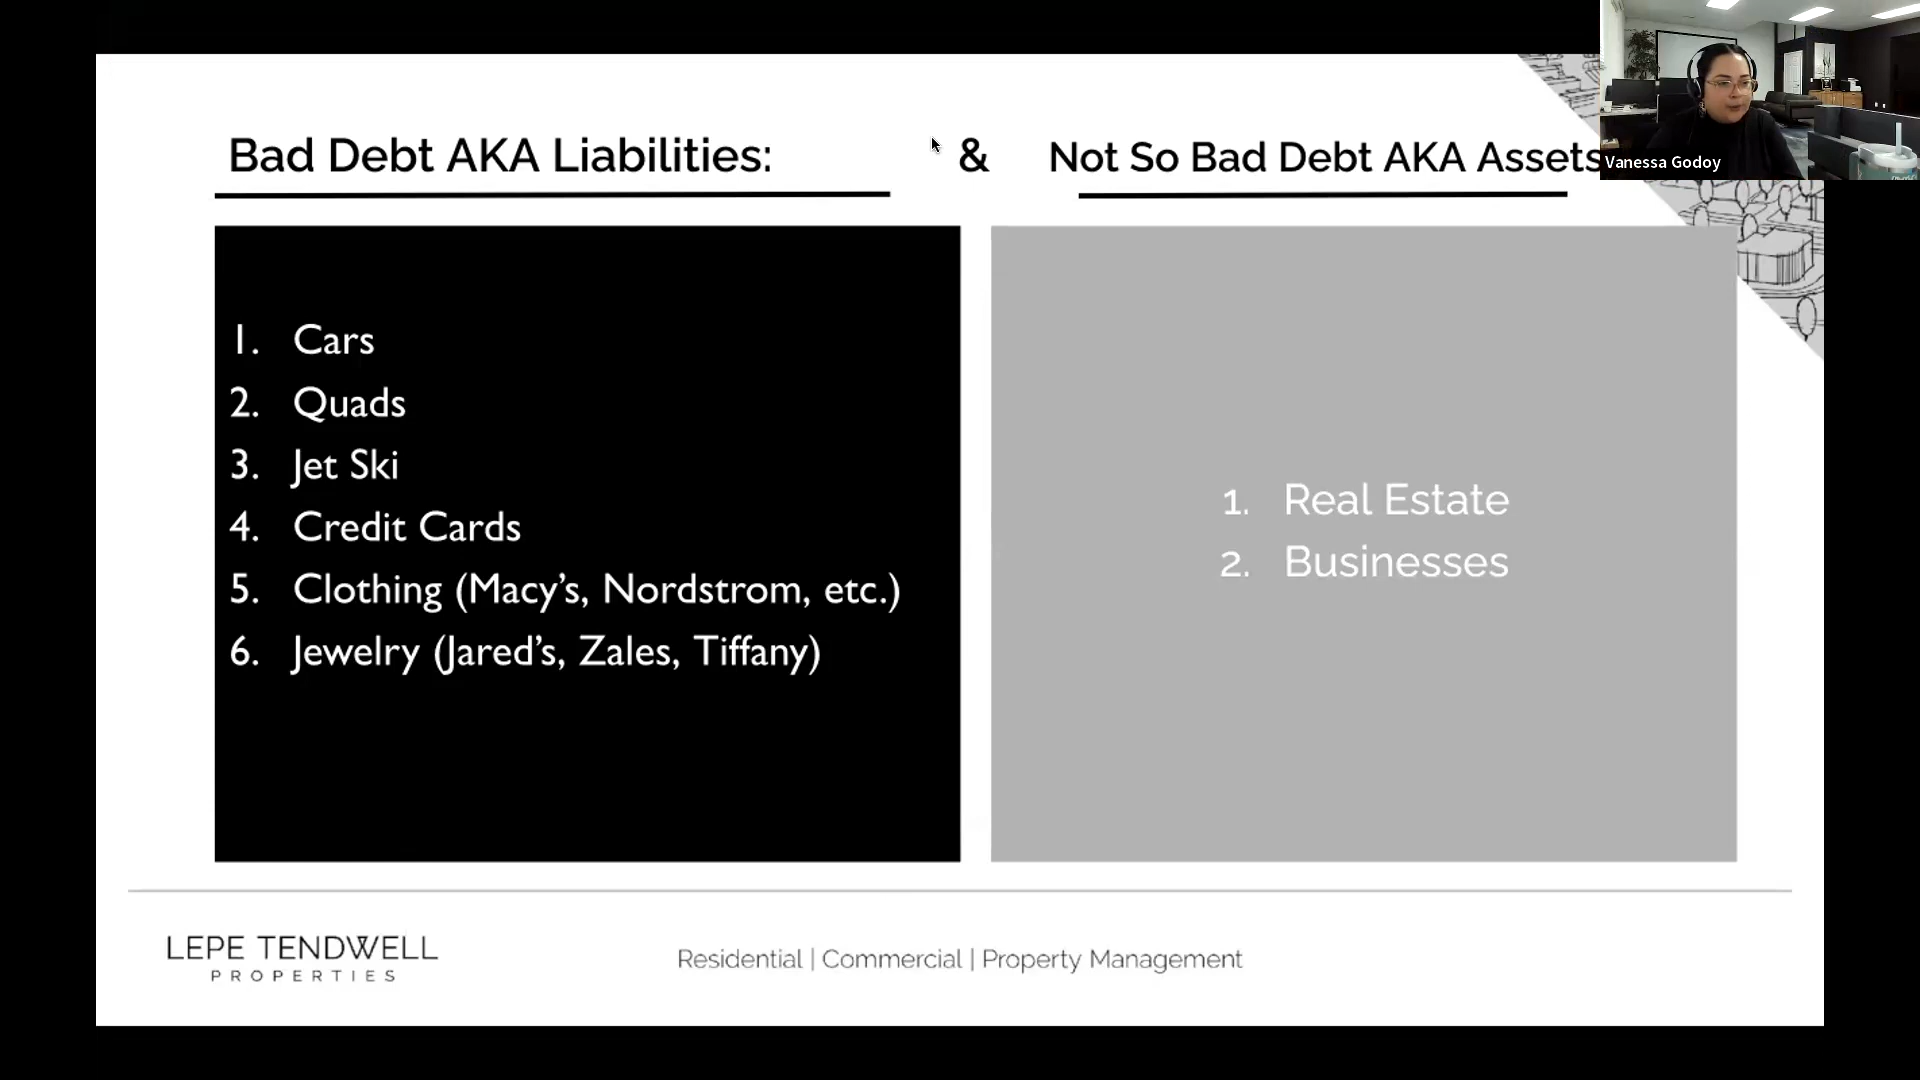 Bad Debt AKA Liabilities: & Not So Bad Debt AKA Assets
Vanessa Godoy
1. Cars
2. Quads
3. Jet Ski
4. Credit Cards
5. Clothing (Macy’s, Nordstrom, etc.)
6. Jewelry (Jared’s, Zales, Tiffany)
1. Real Estate
2. Businesses
LEPE TENDWELL
PROPERTIES
Residential | Commercial | Property Management